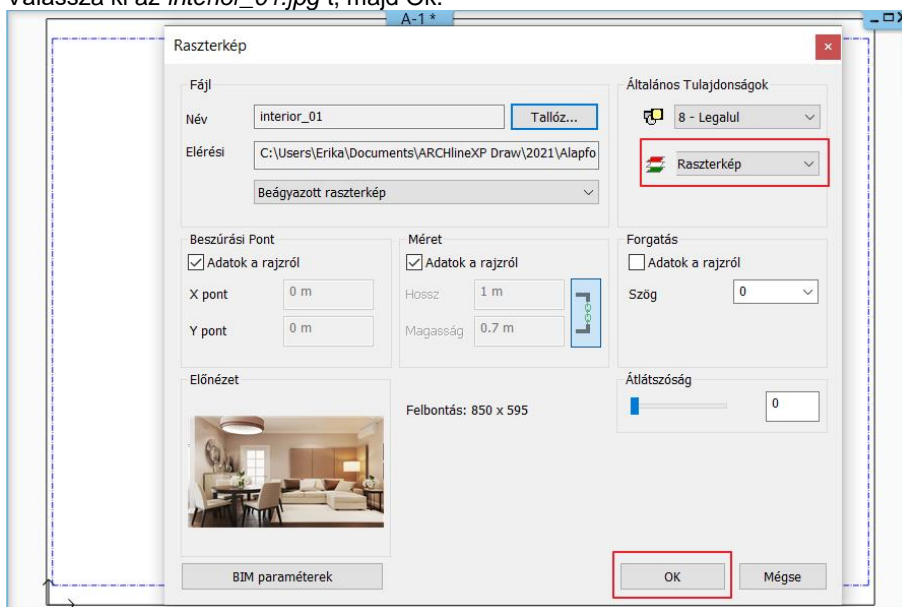 Válassza ki az interior_01.jpg-t, majd Ok.
A-1 *
Raszterkép
Fájl
Név
interior_01
Tallóz...
Elérési
C:\Users\Erika\Documents\ARCHlineXP Draw\2021\Alapfo
Beágyazott raszterkép
Általános Tulajdonságok
8 - Legalul
Raszterkép
Beszúrási Pont
Adatok a rajzról
X pont
0 m
Y pont
0 m
Méret
Adatok a rajzról
Hossz
1 m
Magasság
0.7 m
Forgatás
Adatok a rajzról
Szög
0
Előnézet
Felbontás: 850 x 595
Átlátszóság
0
BIM paraméterek
OK
Mégse